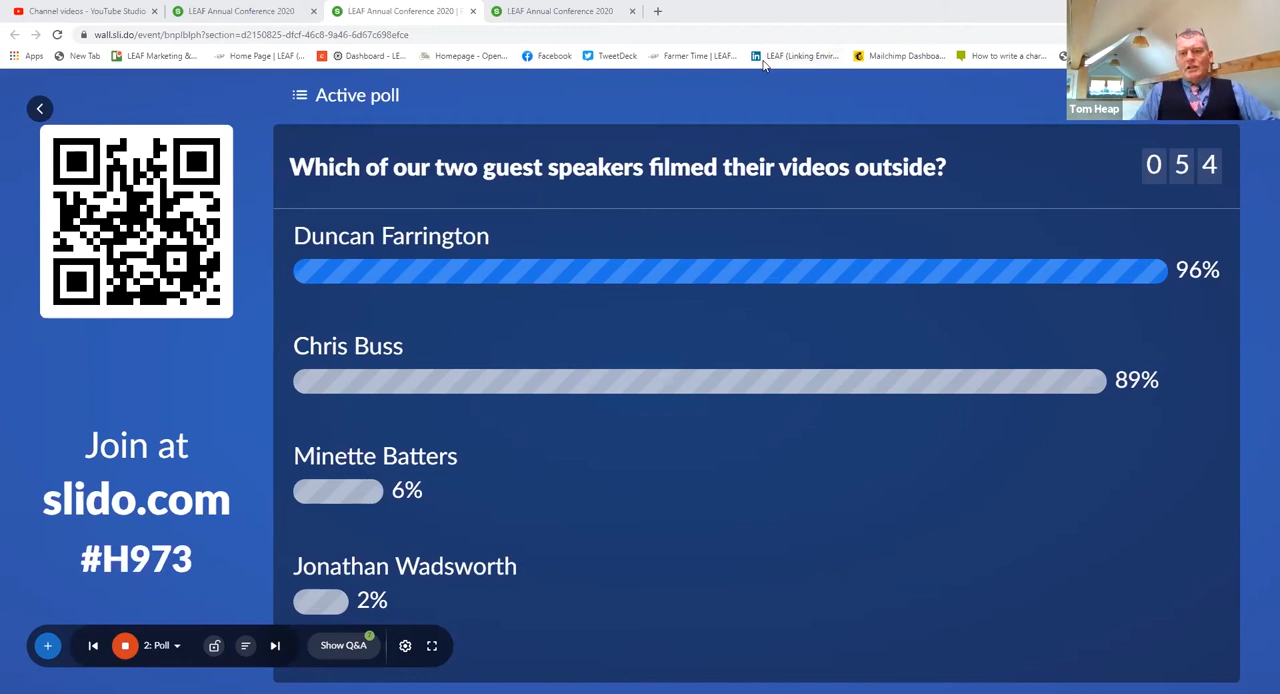 Channel videos - YouTube Studio
LEAF Annual Conference 2020
LEAF Annual Conference 2020 |
LEAF Annual Conference 2020
wall.sli.do/event/bnplblph?section=d2150825-dfcf-46c8-9a46-6d67c698efce
Apps
New Tab
LEAF Marketing &...
Home Page | LEAF (...
Dashboard - LE...
Homepage - Open...
Facebook
TweetDeck
Farmer Time | LEAF...
LEAF (Linking Envir...
Mailchimp Dashboa...
How to write a char...
Tom Heap
Active poll
Which of our two guest speakers filmed their videos outside?
054
Duncan Farrington
96%
Chris Buss
89%
Minette Batters
6%
Jonathan Wadsworth
2%
Join at
slido.com
#H973
2: Poll
Show Q&A
7